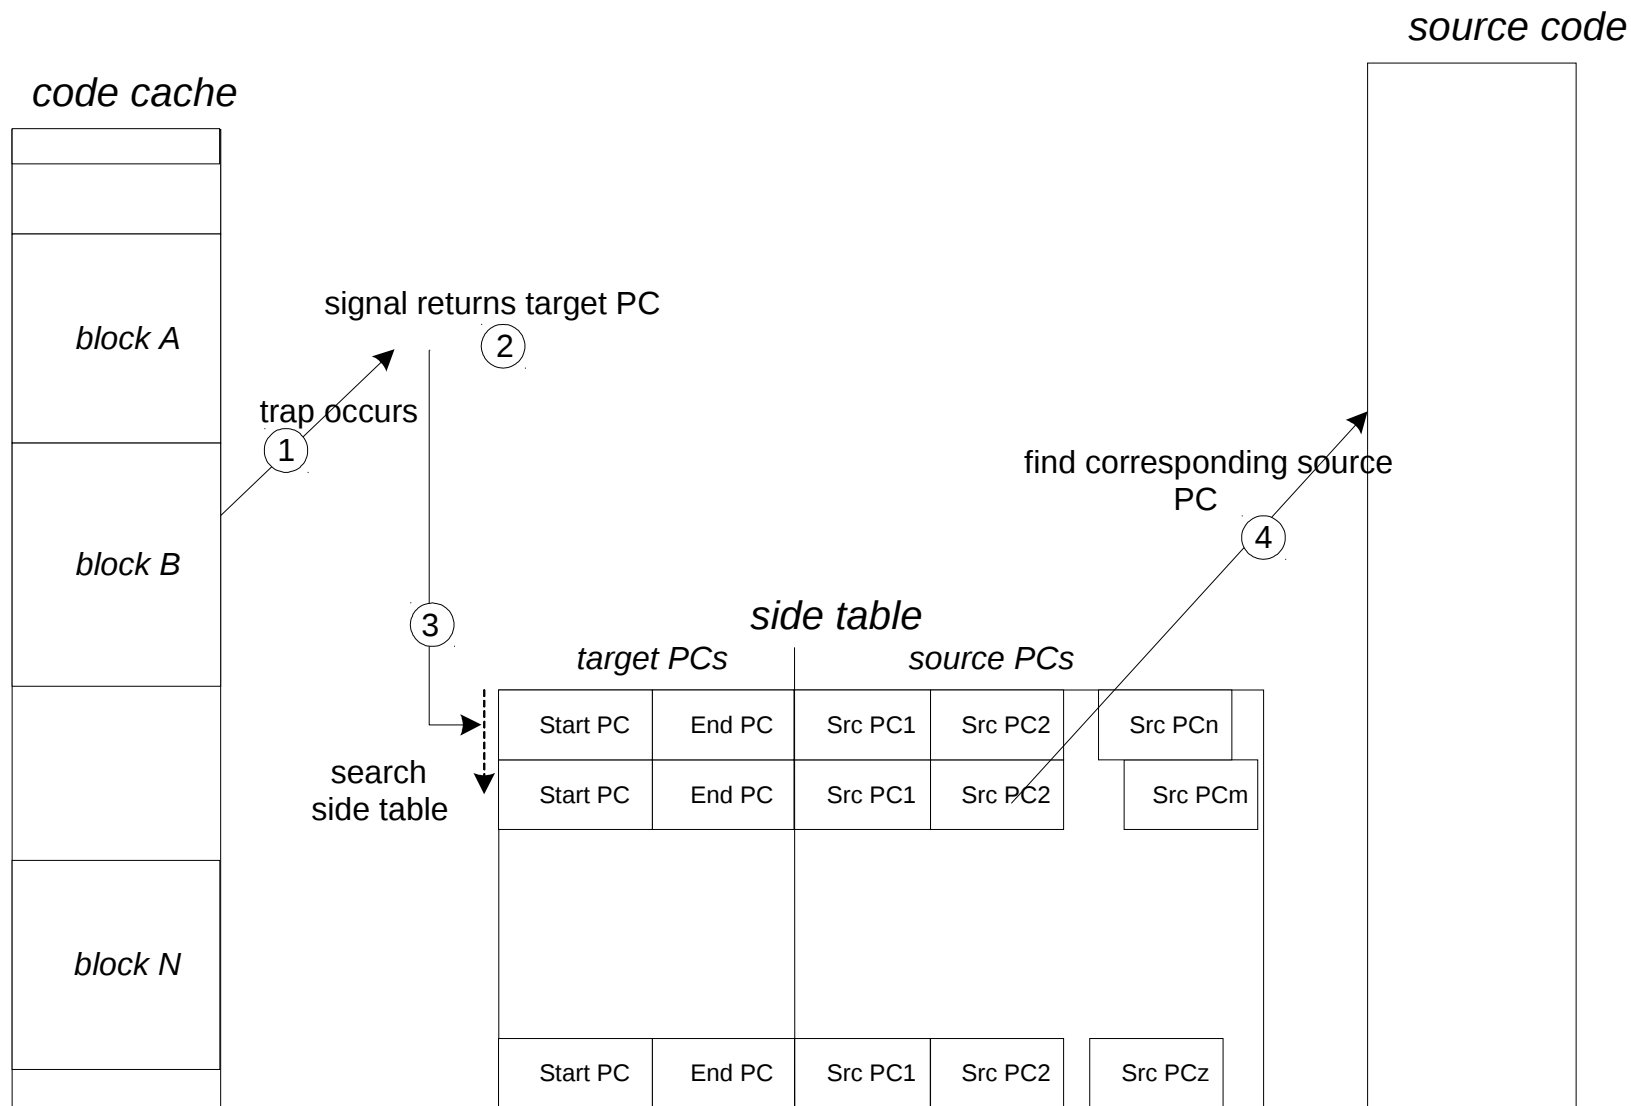 source code
code cache
signal returns target PC
2
block A
trap occurs
1
find corresponding source
PC
4
block B
3
side table
target PCs
source PCs
Start PC End PC Src PC1 Src PC2 Src PCn
search
side table
Start PC End PC Src PC1 Src PC2 Src PCm
block N
Start PC End PC Src PC1 Src PC2 Src PCz